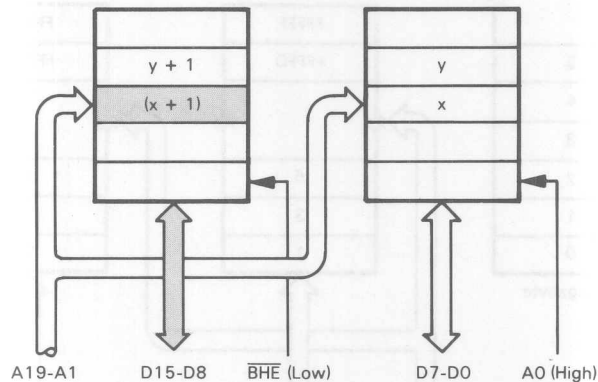 y + 1
y
(x + 1)
x
A19-A1
D15-D8
BHE (Low)
D7-D0
A0 (High)